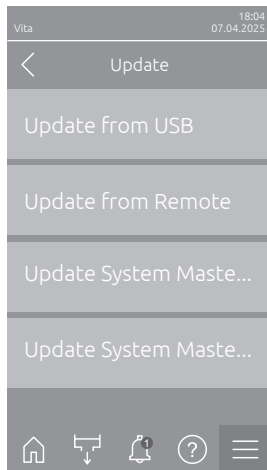 18:04
Vita 07.04.2025
Update
Update from USB
Update from Remote
Update System Maste...
Update System Maste...
1
?